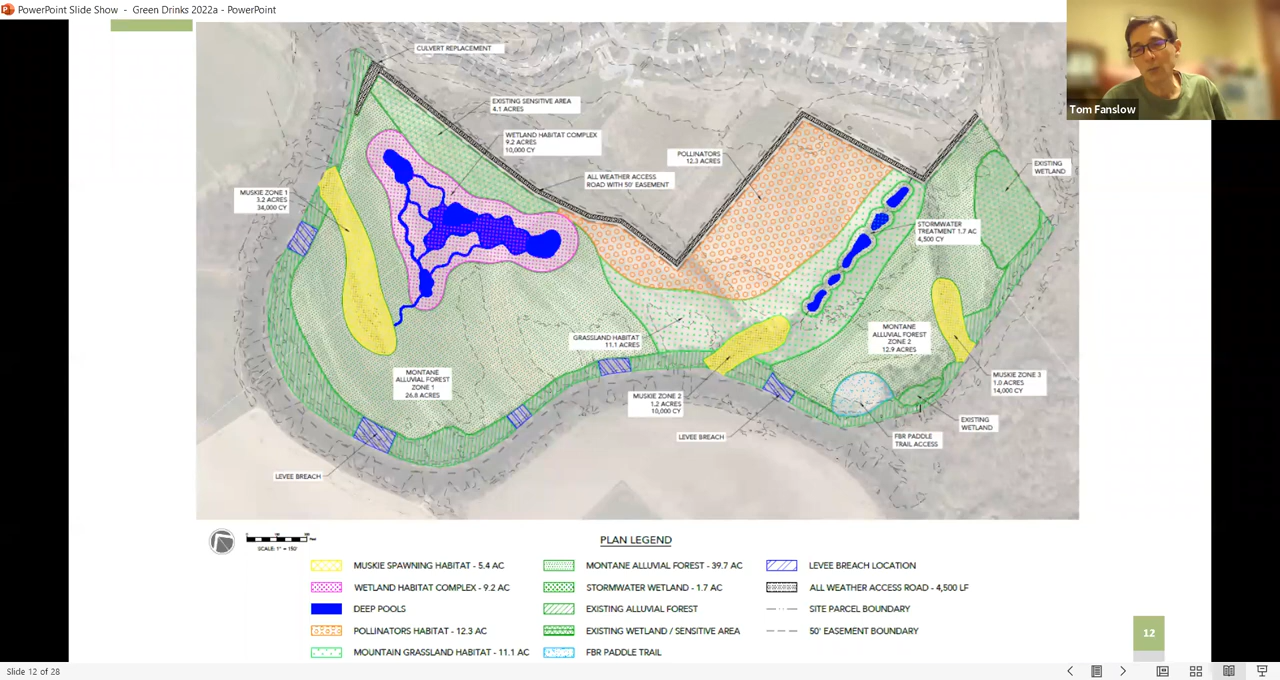 PowerPoint Slide Show - Green Drinks 2022a - PowerPoint
Tom Fanslow
CULVERT REPLACEMENT
EXISTING SENSITIVE AREA
4.1 ACRES
WETLAND HABITAT COMPLEX
9.2 ACRES
10,000 CY
POLLINATORS
12.3 ACRES
EXISTING
WETLAND
ALL WEATHER ACCESS
ROAD WITH 50' EASEMENT
MUSKIE ZONE 1
3.2 ACRES
34,000 CY
STORMWATER
TREATMENT 1.7 AC
4,500 CY
GRASSLAND HABITAT
11.1 ACRES
MONTANE
ALLUVIAL FOREST
ZONE 2
12.9 ACRES
MONTANE
ALLUVIAL FOREST
ZONE 1
26.8 ACRES
MUSKIE ZONE 3
1.0 ACRES
14,000 CY
MUSKIE ZONE 2
1.2 ACRES
10,000 CY
EXISTING
WETLAND
LEVEE BREACH
FBR PADDLE
TRAIL ACCESS
LEVEE BREACH
SCALE: 1" = 150'
PLAN LEGEND
MUSKIE SPAWNING HABITAT - 5.4 AC
WETLAND HABITAT COMPLEX - 9.2 AC
DEEP POOLS
POLLINATORS HABITAT - 12.3 AC
MOUNTAIN GRASSLAND HABITAT - 11.1 AC
MONTANE ALLUVIAL FOREST - 39.7 AC
STORMWATER WETLAND - 1.7 AC
EXISTING ALLUVIAL FOREST
EXISTING WETLAND / SENSITIVE AREA
FBR PADDLE TRAIL
LEVEE BREACH LOCATION
ALL WEATHER ACCESS ROAD - 4,500 LF
SITE PARCEL BOUNDARY
50' EASEMENT BOUNDARY
12
Slide 12 of 28